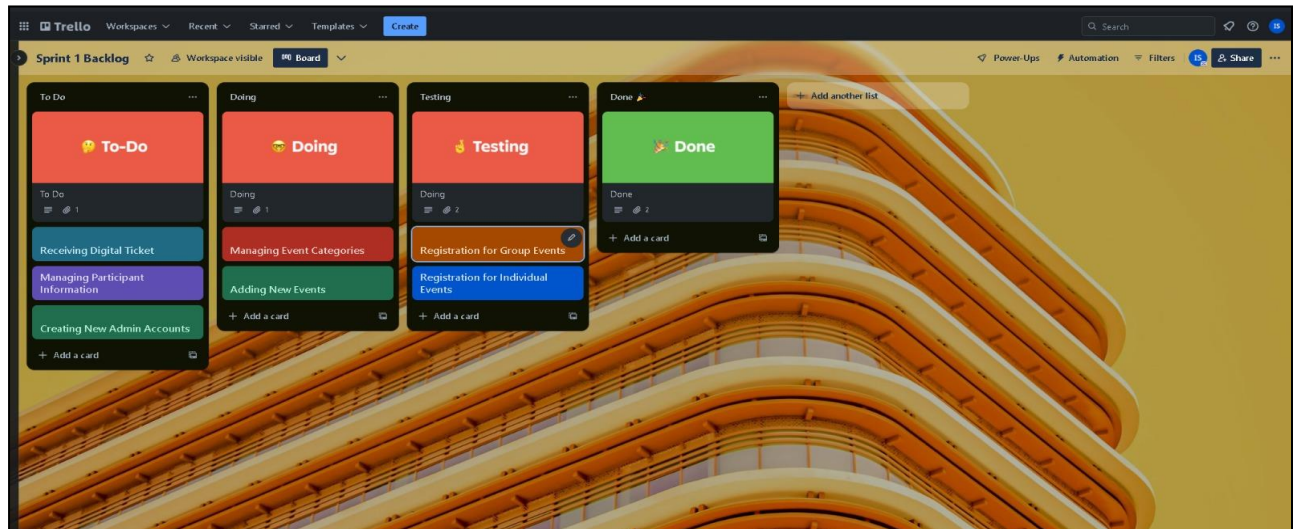 Trello Workspaces Recent Starred Templates Create Search IS
Sprint 1 Backlog Workspace visible Board Power-Ups Automation Filters IS Share
To Do
To-Do
To Do
1
Receiving Digital Ticket
Managing Participant
Information
Creating New Admin Accounts
+ Add a card
Doing
Doing
Doing
1
Managing Event Categories
Adding New Events
+ Add a card
Testing
Testing
Doing
2
Registration for Group Events
Registration for Individual
Events
+ Add a card
Done
Done
Done
2
+ Add a card
+ Add another list